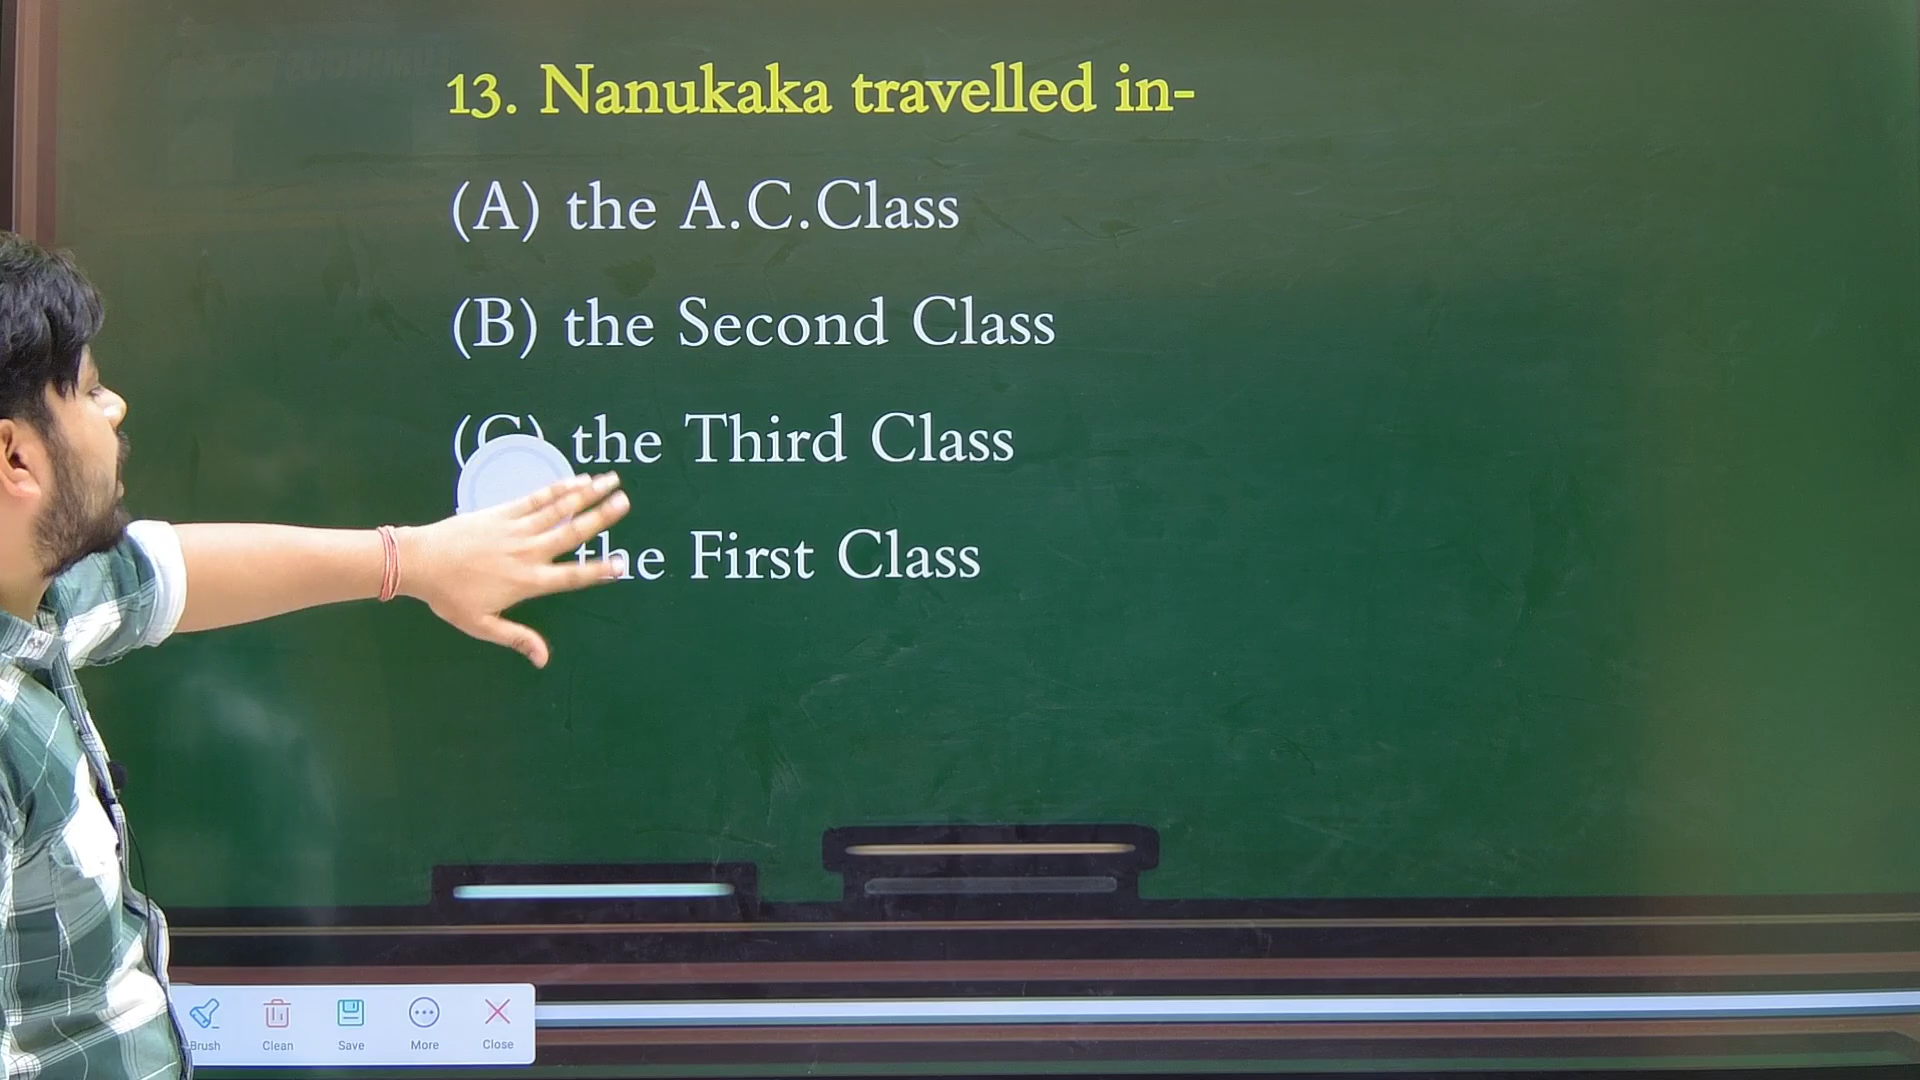 13. Nanukaka travelled in-
(A) the A.C.Class
(B) the Second Class
(C) the Third Class
the First Class
Brush
Clean
Save
More
Close